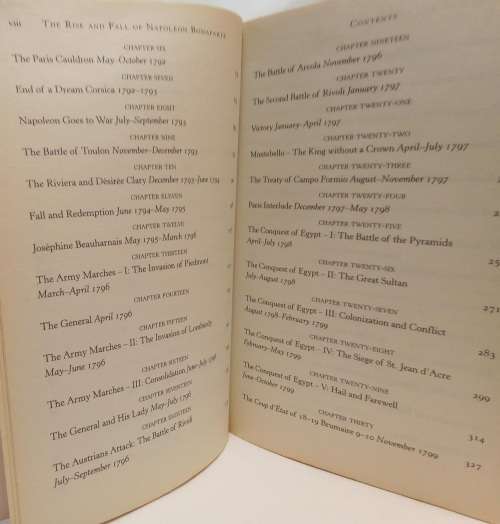 viii THE RISE AND FALL OF NAPOLEON BONAPARTE
CHAPTER SIX
The Paris Cauldron May–October 1792
CHAPTER SEVEN
End of a Dream Corsica 1792–1793
CHAPTER EIGHT
Napoleon Goes to War July–September 1793
CHAPTER NINE
The Battle of Toulon November–December 1793
CHAPTER TEN
The Riviera and Désirée Clary December 1793–June 1794
CHAPTER ELEVEN
Fall and Redemption June 1794–May 1795
CHAPTER TWELVE
Joséphine Beauharnais May 1795–March 1796
CHAPTER THIRTEEN
The Army Marches – I: The Invasion of Piedmont
March–April 1796
CHAPTER FOURTEEN
The General April 1796
CHAPTER FIFTEEN
The Army Marches – II: The Invasion of Lombardy
May–June 1796
CHAPTER SIXTEEN
The Army Marches – III: Consolidation June–July 1796
CHAPTER SEVENTEEN
The General and His Lady May–July 1796
CHAPTER EIGHTEEN
The Austrians Attack: The Battle of Rivoli
July–September 1796
CONTENTS
CHAPTER NINETEEN
The Battle of Arcola November 1796
CHAPTER TWENTY
The Second Battle of Rivoli January 1797
CHAPTER TWENTY-ONE
Victory January–April 1797
CHAPTER TWENTY-TWO
Mombello – The King without a Crown April–July 1797
CHAPTER TWENTY-THREE
The Treaty of Campo Formio August–November 1797
CHAPTER TWENTY-FOUR
Paris Interlude December 1797–May 1798
CHAPTER TWENTY-FIVE
The Conquest of Egypt – I: The Battle of the Pyramids
April–July 1798
CHAPTER TWENTY-SIX
The Conquest of Egypt – II: The Great Sultan
July–August 1798
CHAPTER TWENTY-SEVEN
The Conquest of Egypt – III: Colonization and Conflict 271
August 1798–February 1799
CHAPTER TWENTY-EIGHT
The Conquest of Egypt – IV: The Siege of St. Jean d'Acre 283
February–May 1799
CHAPTER TWENTY-NINE
The Conquest of Egypt – V: Hail and Farewell 299
June–October 1799
CHAPTER THIRTY 314
The Coup d'État of 18–19 Brumaire 9–10 November 1799 327